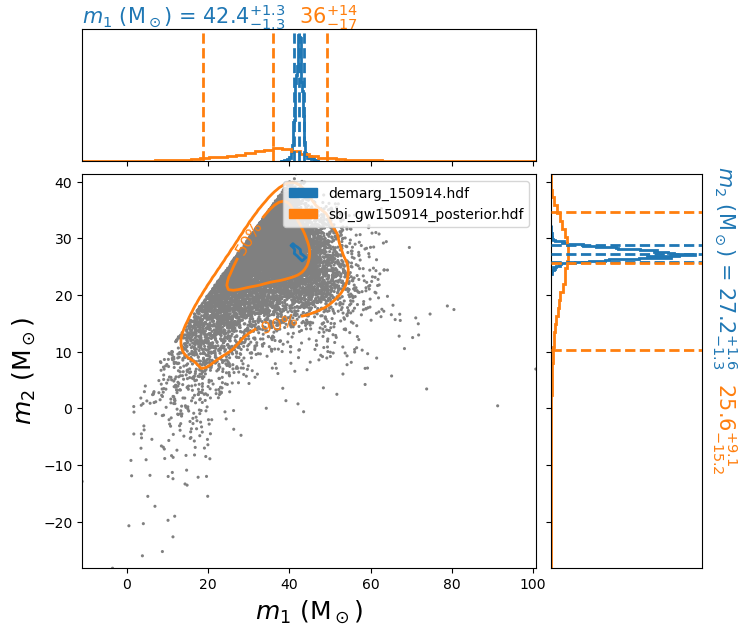 m₁ (M⊙) = 42.4⁺¹·³₋₁.₃ 36⁺¹⁴₋₁₇
40
30
20
10
0
−10
−20
0
20
40
60
80
100
m₂ (M⊙)
m₁ (M⊙)
demarg_150914.hdf
sbi_gw150914_posterior.hdf
50%
90%
m₂ (M⊙) = 27.2⁺¹·⁶₋₁.₃ 25.6⁺⁹·¹₋₁₅.₂